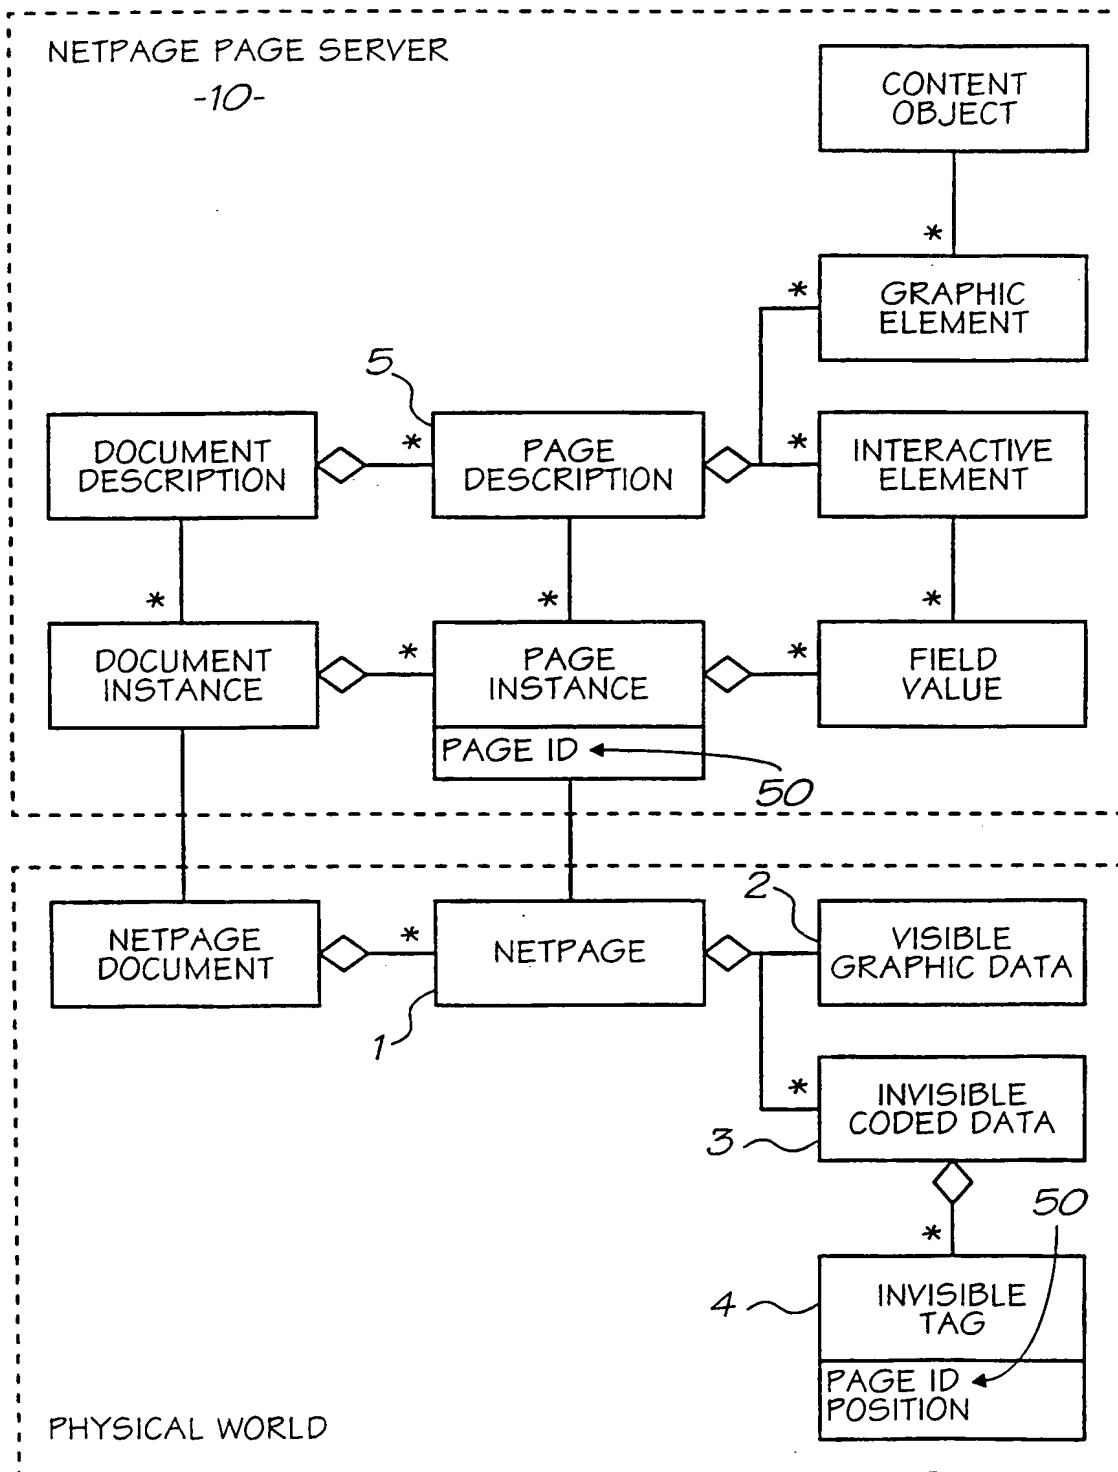 NETPAGE PAGE SERVER
-10-
CONTENT
OBJECT
*
*
GRAPHIC
ELEMENT
5
DOCUMENT
DESCRIPTION
*
PAGE
DESCRIPTION
*
INTERACTIVE
ELEMENT
*
*
*
DOCUMENT
INSTANCE
*
PAGE
INSTANCE
*
FIELD
VALUE
PAGE ID
50
NETPAGE
DOCUMENT
*
NETPAGE
1
2
VISIBLE
GRAPHIC DATA
*
INVISIBLE
CODED DATA
3
*
50
4
INVISIBLE
TAG
PAGE ID
POSITION
PHYSICAL WORLD